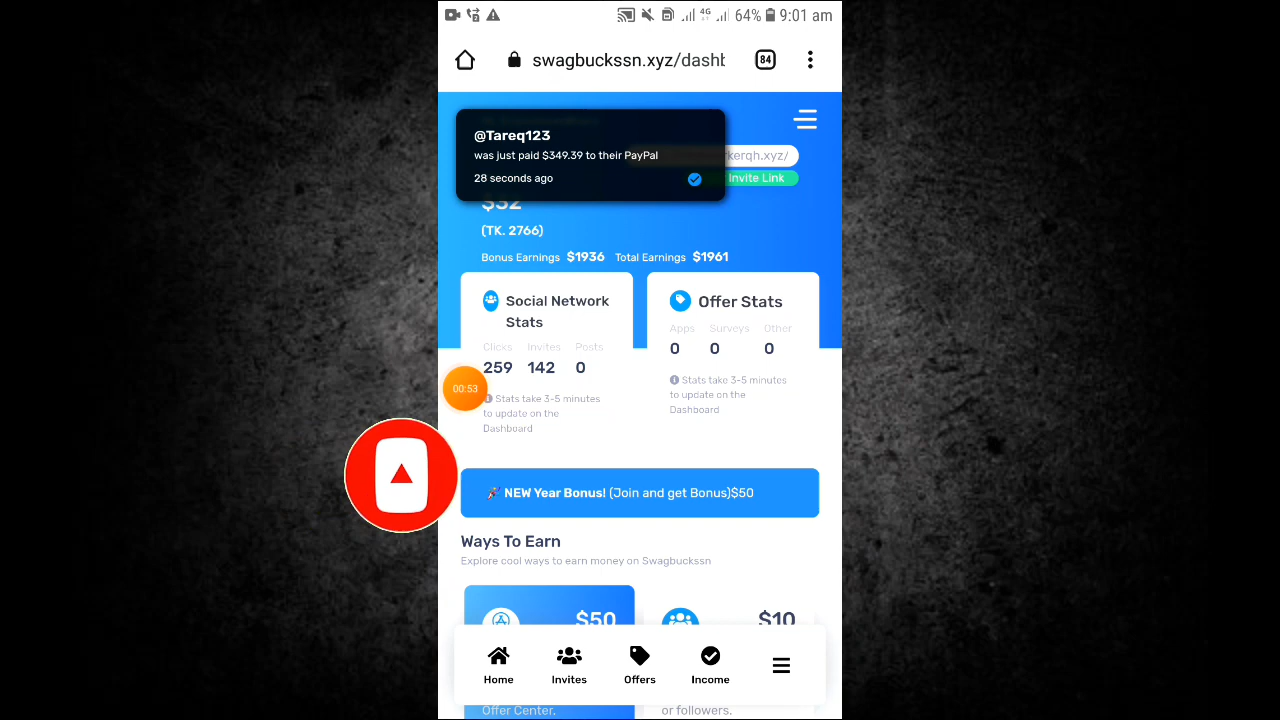 4G 64% 9:01 am
swagbuckssn.xyz/dashb
84
@Tareq123
was just paid $349.39 to their PayPal
28 seconds ago
kerqh.xyz/
Invite Link
$32
(TK. 2766)
Bonus Earnings $1936 Total Earnings $1961
Social Network
Stats
Clicks Invites Posts
259 142 0
Stats take 3-5 minutes
to update on the
Dashboard
Offer Stats
Apps Surveys Other
0 0 0
Stats take 3-5 minutes
to update on the
Dashboard
00:53
🚀 NEW Year Bonus! (Join and get Bonus)$50
Ways To Earn
Explore cool ways to earn money on Swagbuckssn
$50
$10
Home Invites Offers Income
Offer Center.
or followers.